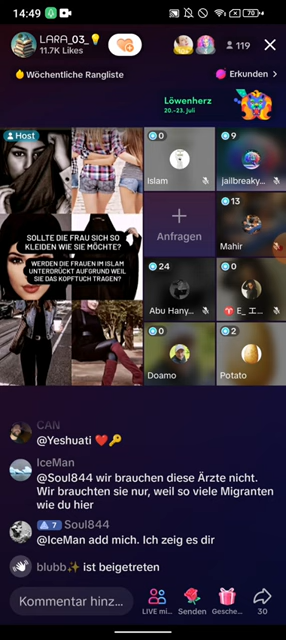 14:49
70
LARA_03_💡
11.7K Likes
119
Wöchentliche Rangliste
Erkunden >
Löwenherz
20.-23. Juli
Host
0
9
Islam
jailbreaky...
SOLLTE DIE FRAU SICH SO
KLEIDEN WIE SIE MÖCHTE?
WERDEN DIE FRAUEN IM ISLAM
UNTERDRÜCKT AUFGRUND WEIL
SIE DAS KOPFTUCH TRAGEN?
+
Anfragen
13
Mahir
24
0
Abu Hany...
♈ E_エ...
0
2
Doamo
Potato
CAN
@Yeshuati ❤️🔑
IceMan
@Soul844 wir brauchen diese Ärzte nicht.
Wir brauchten sie nur, weil so viele Migranten
wie du hier
7 Soul844
@IceMan add mich. Ich zeig es dir
blubb✨ ist beigetreten
Kommentar hinz...
LIVE mi...
Senden
Gesche...
30